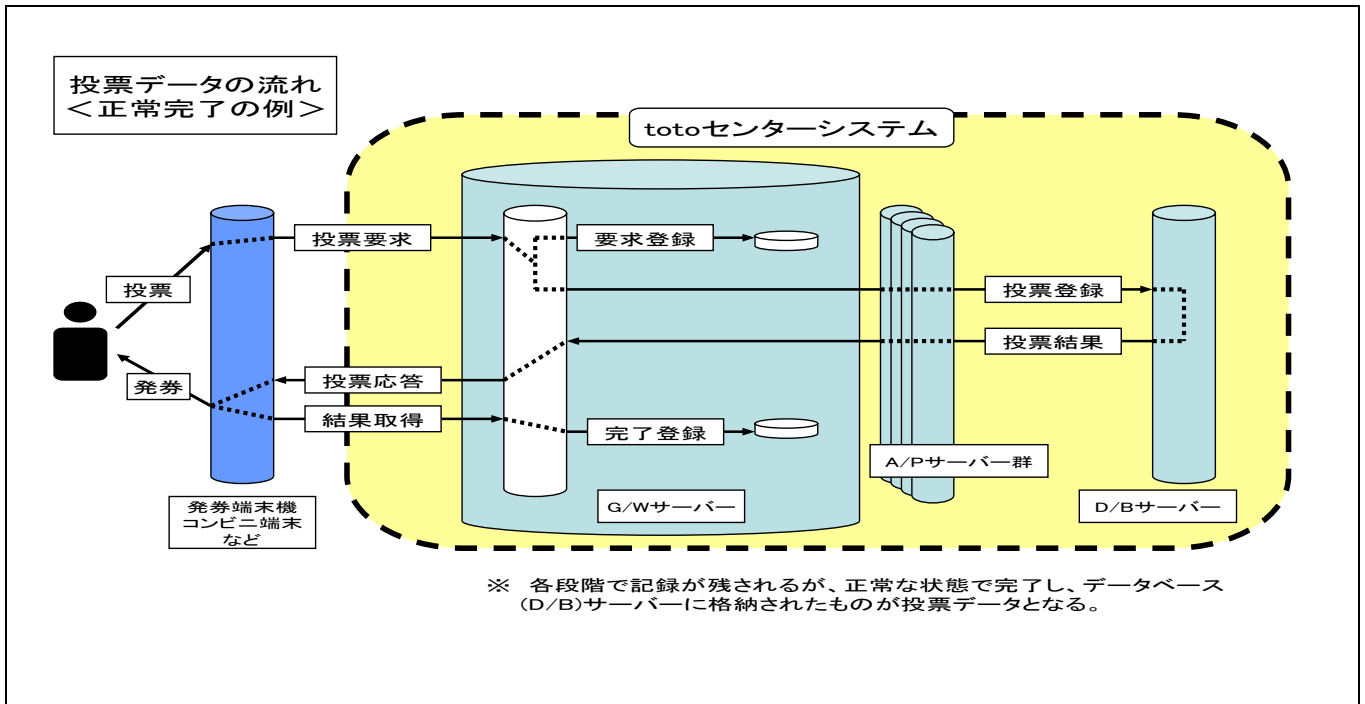 投票データの流れ
＜正常完了の例＞
totoセンターシステム
投票要求
要求登録
投票
投票登録
投票結果
発券
投票応答
結果取得
完了登録
A/Pサーバー群
発券端末機
コンビニ端末
など
G/Wサーバー
D/Bサーバー
※ 各段階で記録が残されるが、正常な状態で完了し、データベース
(D/B)サーバーに格納されたものが投票データとなる。